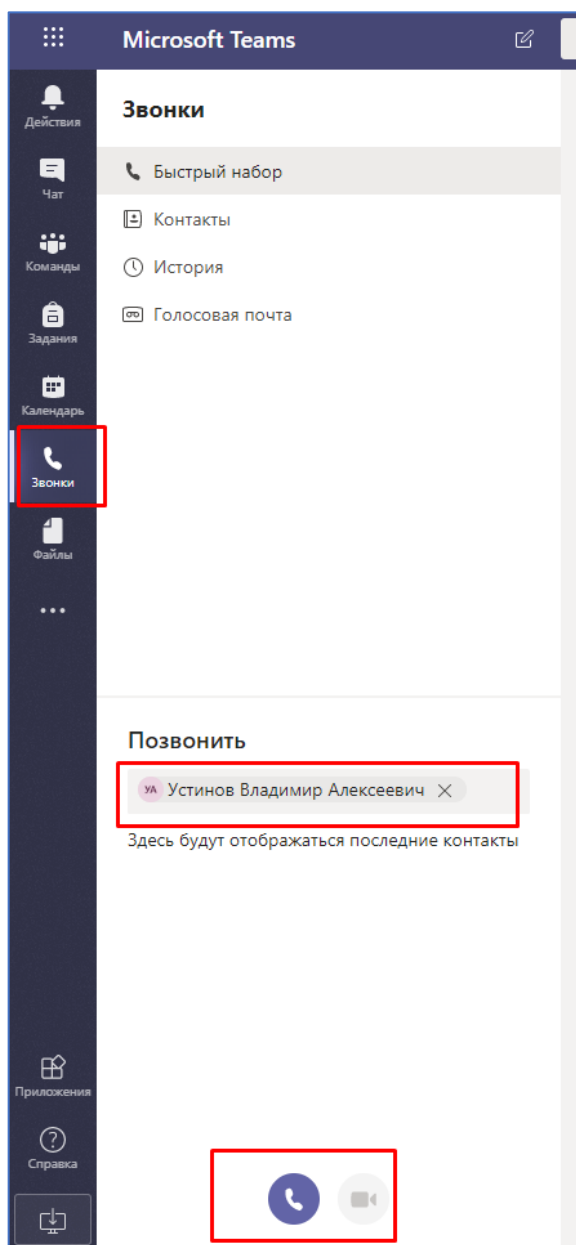 Microsoft Teams
Действия
Чат
Команды
Задания
Календарь
Звонки
Файлы
Приложения
Справка
Звонки
Быстрый набор
Контакты
История
Голосовая почта
Позвонить
УА Устинов Владимир Алексеевич
Здесь будут отображаться последние контакты